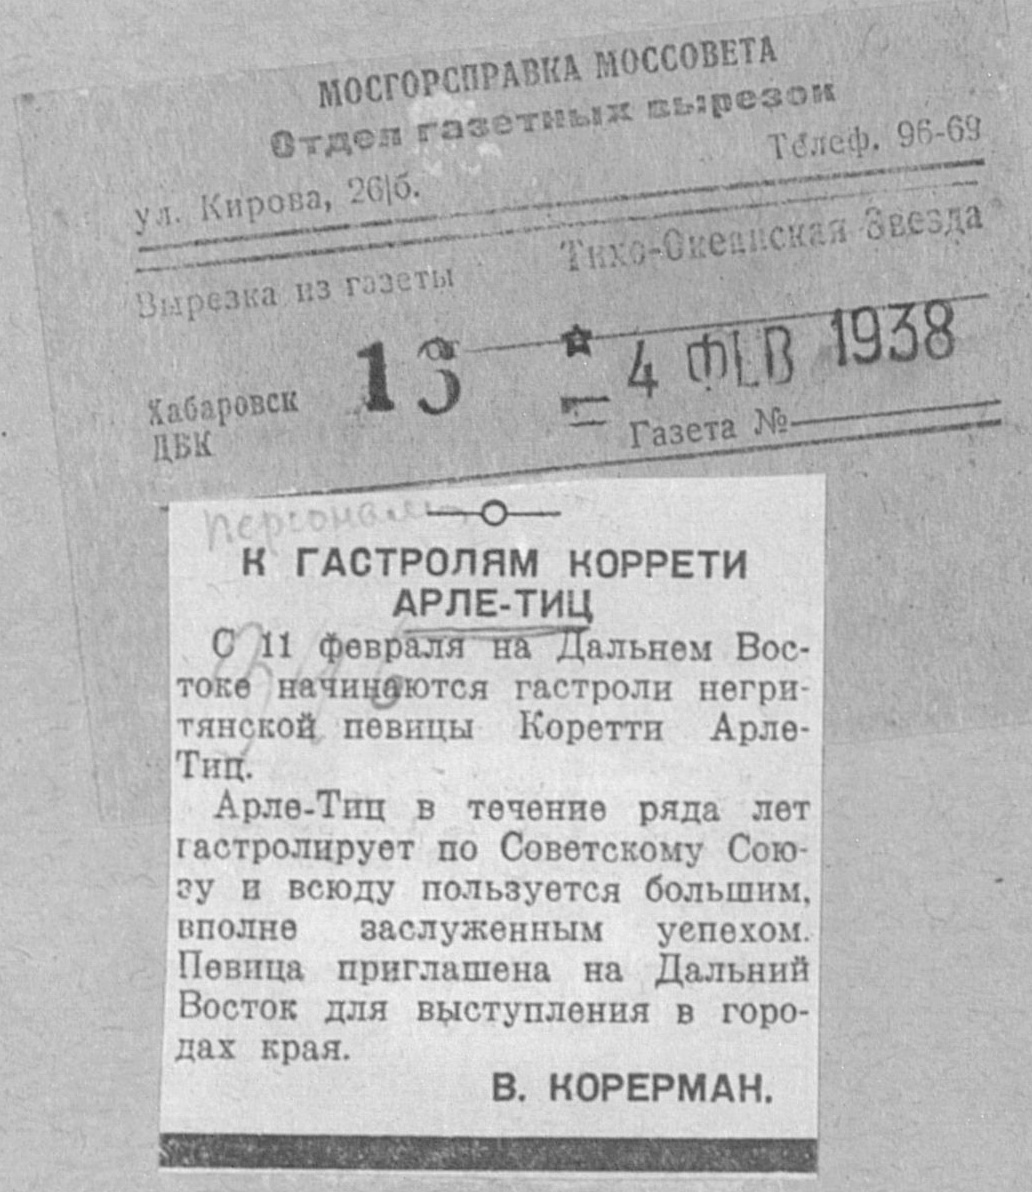 МОСГОРСПРАВКА МОССОВЕТА
Отдел газетных вырезок
ул. Кирова, 26|б. Телеф. 96-69
Вырезка из газеты Тихо-Океанская Звезда
13 4 ФЕВ 1938
Хабаровск
ДВК Газета №
персоналия
К ГАСТРОЛЯМ КОРРЕТИ
АРЛЕ-ТИЦ
С 11 февраля на Дальнем Вос-
токе начинаются гастроли негри-
тянской певицы Коретти Арле-
Тиц.
Арле-Тиц в течение ряда лет
гастролирует по Советскому Сою-
зу и всюду пользуется большим,
вполне заслуженным успехом.
Певица приглашена на Дальний
Восток для выступления в горо-
дах края.
В. КОРЕРМАН.